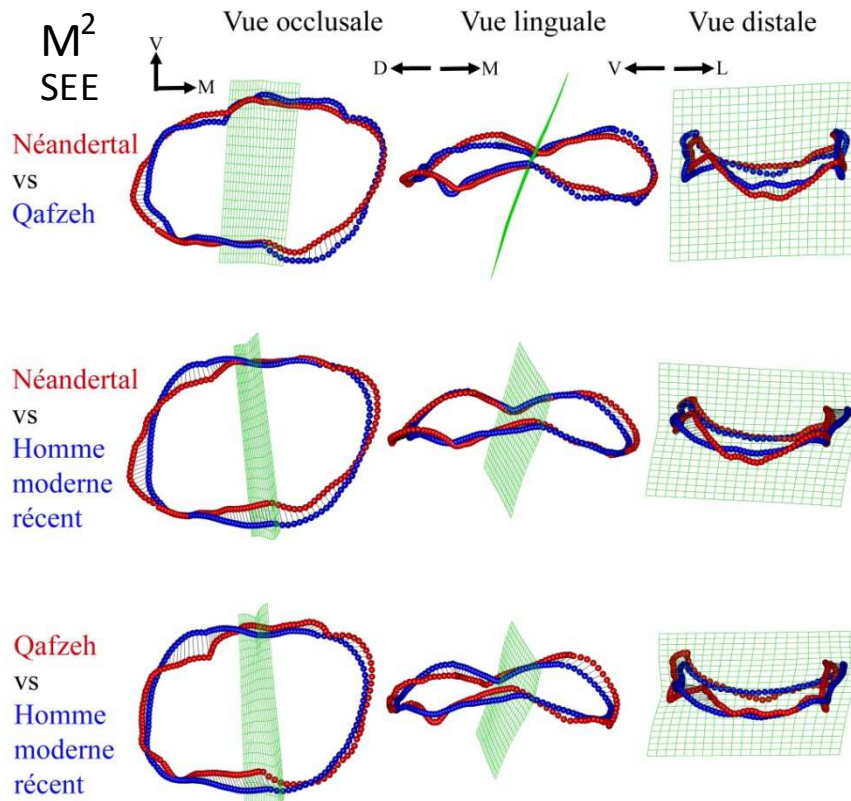 M²
SEE
Vue occlusale
Vue linguale
Vue distale
V
M
D
M
V
L
Néandertal
vs
Qafzeh
Néandertal
vs
Homme
moderne
récent
Qafzeh
vs
Homme
moderne
récent